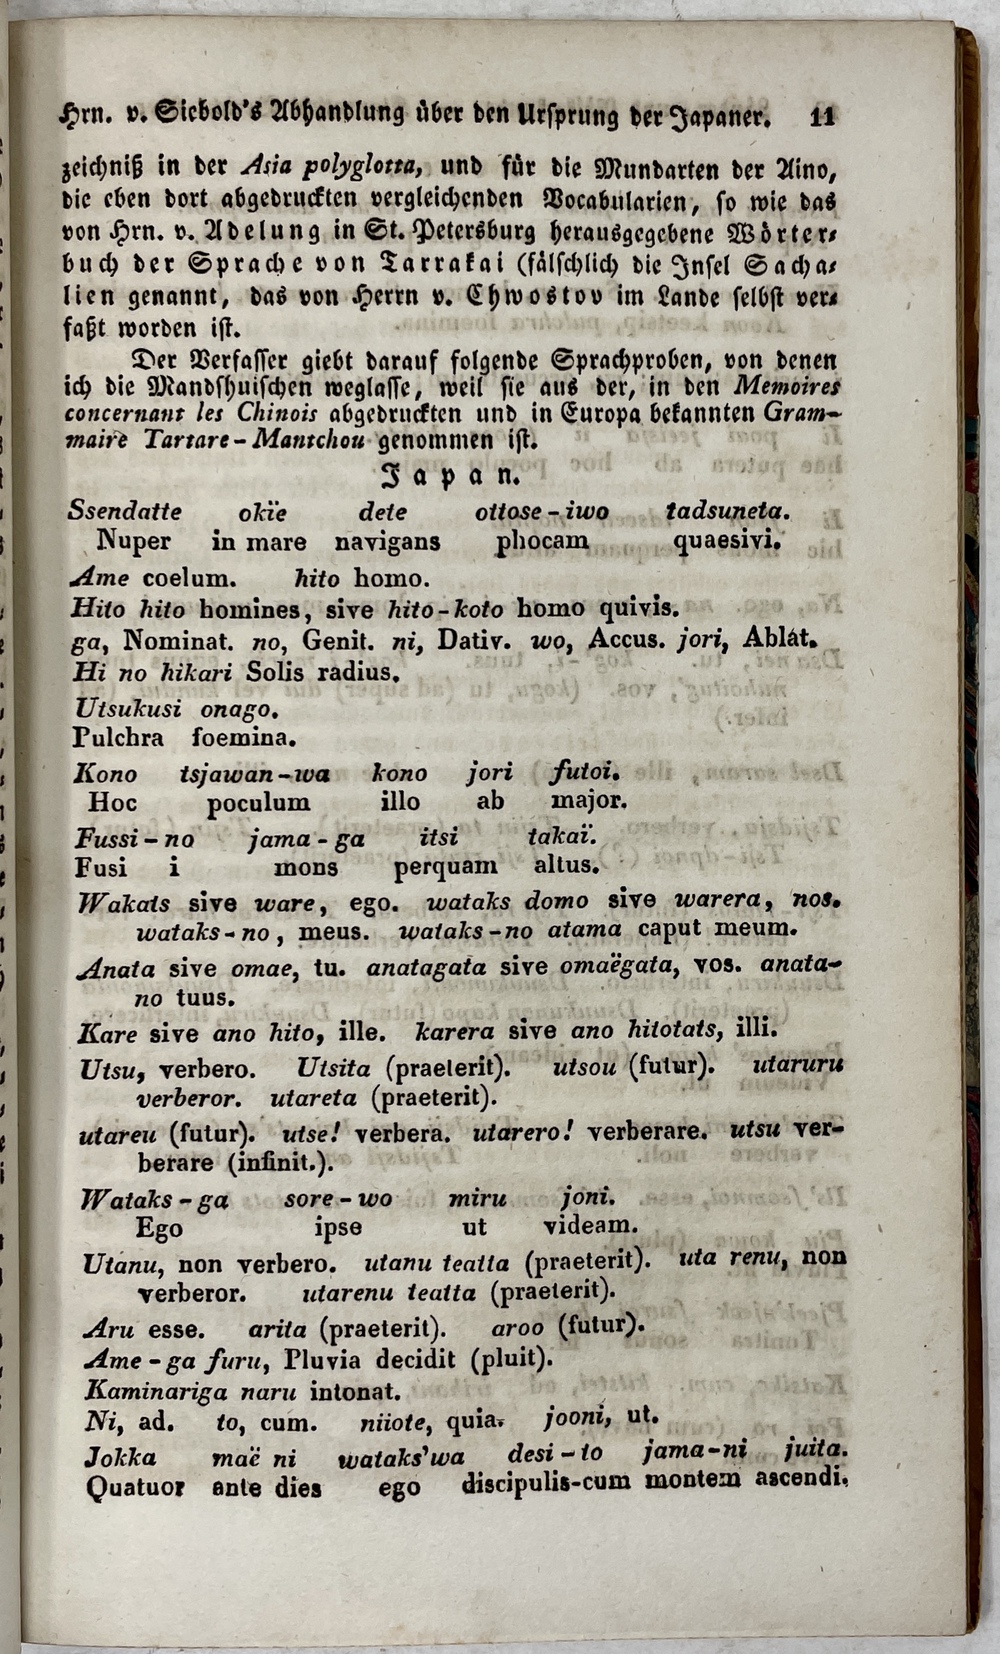 Hrn. v. Siebold's Abhandlung über den Ursprung der Japaner. 11
zeichniß in der Asia polyglotta, und für die Mundarten der Aino,
die eben dort abgedruckten vergleichenden Vocabularien, so wie das
von Hrn. v. Adelung in St. Petersburg herausgegebene Wörter-
buch der Sprache von Tarrakai (fälschlich die Insel Sacha-
lien genannt, das von Herrn v. Chwostov im Lande selbst ver-
faßt worden ist.
Der Verfasser giebt darauf folgende Sprachproben, von denen
ich die Mandshuischen weglasse, weil sie aus der, in den Memoires
concernant les Chinois abgedruckten und in Europa bekannten Gram-
maire Tartare-Mantchou genommen ist.
Japan.
Ssendatte okïe dete ottose-iwo tadsuneta.
Nuper in mare navigans phocam quaesivi.
Ame coelum. hito homo.
Hito hito homines, sive hito-koto homo quivis.
ga, Nominat. no, Genit. ni, Dativ. wo, Accus. jori, Ablat.
Hi no hikari Solis radius.
Utsukusi onago.
Pulchra foemina.
Kono tsjawan-wa kono jori futoi.
Hoc poculum illo ab major.
Fussi-no jama-ga itsi takaï.
Fusi i mons perquam altus.
Wakats sive ware, ego. wataks domo sive warera, nos.
wataks-no, meus. wataks-no atama caput meum.
Anata sive omae, tu. anatagata sive omaëgata, vos. anata-
no tuus.
Kare sive ano hito, ille. karera sive ano hitotats, illi.
Utsu, verbero. Utsita (praeterit). utsou (futur). utaruru
verberor. utareta (praeterit).
utareu (futur). utse! verbera. utarero! verberare. utsu ver-
berare (infinit.).
Wataks-ga sore-wo miru joni.
Ego ipse ut videam.
Utanu, non verbero. utanu teatta (praeterit). uta renu, non
verberor. utarenu teatta (praeterit).
Aru esse. arita (praeterit). aroo (futur).
Ame-ga furu, Pluvia decidit (pluit).
Kaminariga naru intonat.
Ni, ad. to, cum. niiote, quia. jooni, ut.
Jokka maë ni wataks'wa desi-to jama-ni juita.
Quatuor ante dies ego discipulis-cum montem ascendi.